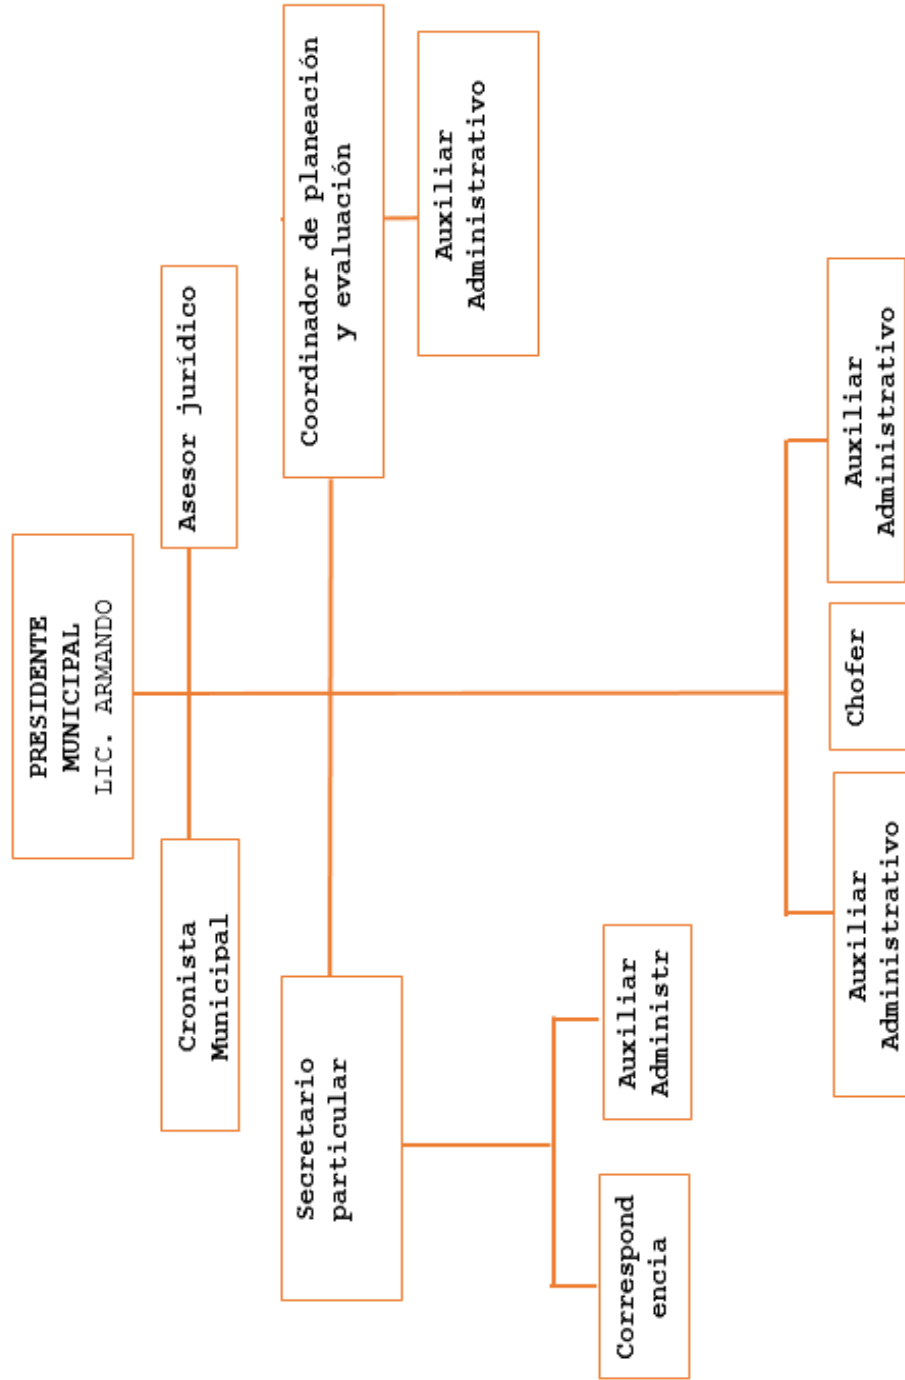 PRESIDENTE
MUNICIPAL
LIC. ARMANDO
Cronista
Municipal
Asesor jurídico
Secretario
particular
Coordinador de planeación
y evaluación
Auxiliar
Administrativo
Correspond
encia
Auxiliar
Administr
Auxiliar
Administrativo
Chofer
Auxiliar
Administrativo